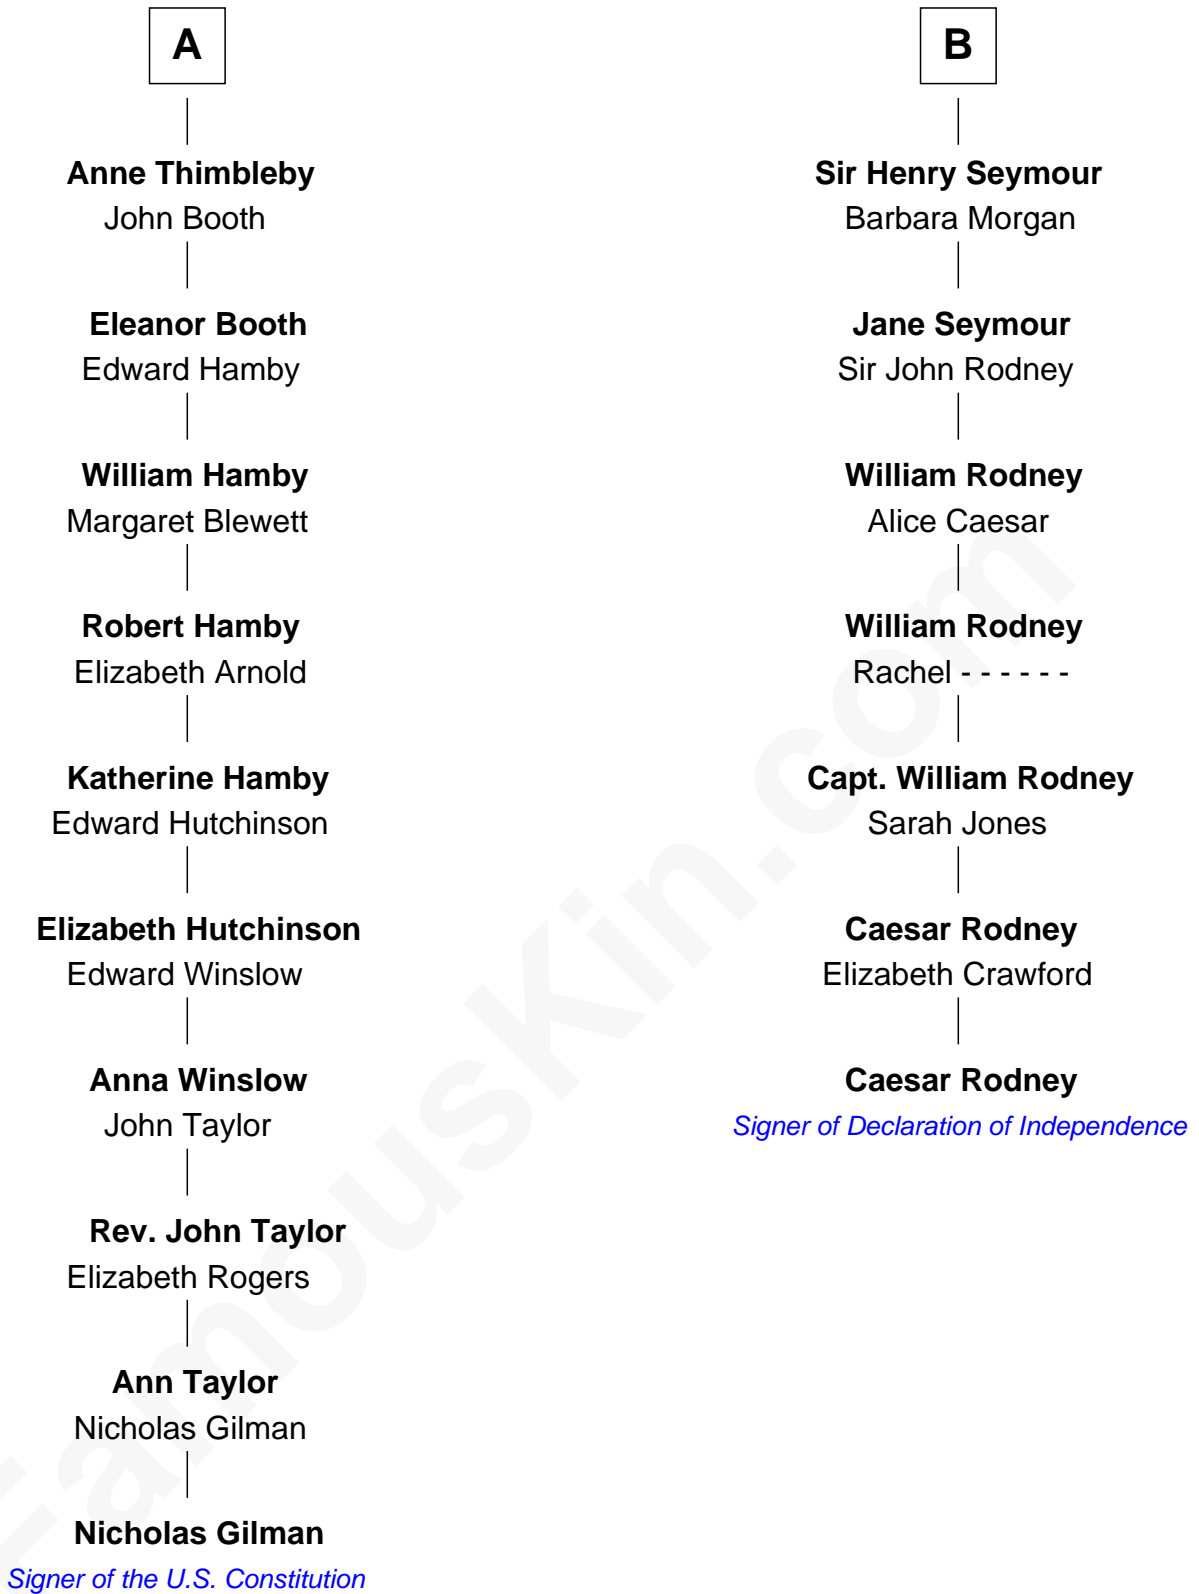 A
Anne Thimbleby
John Booth
Eleanor Booth
Edward Hamby
William Hamby
Margaret Blewett
Robert Hamby
Elizabeth Arnold
Katherine Hamby
Edward Hutchinson
Elizabeth Hutchinson
Edward Winslow
Anna Winslow
John Taylor
Rev. John Taylor
Elizabeth Rogers
Ann Taylor
Nicholas Gilman
Nicholas Gilman
Signer of the U.S. Constitution
B
Sir Henry Seymour
Barbara Morgan
Jane Seymour
Sir John Rodney
William Rodney
Alice Caesar
William Rodney
Rachel - - - - - -
Capt. William Rodney
Sarah Jones
Caesar Rodney
Elizabeth Crawford
Caesar Rodney
Signer of Declaration of Independence
FamousKin.com